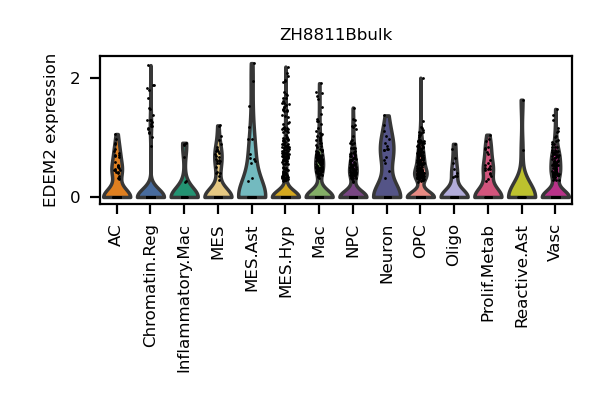 ZH8811Bbulk
EDEM2 expression
2
0
AC
Chromatin.Reg
Inflammatory.Mac
MES
MES.Ast
MES.Hyp
Mac
NPC
Neuron
OPC
Oligo
Prolif.Metab
Reactive.Ast
Vasc